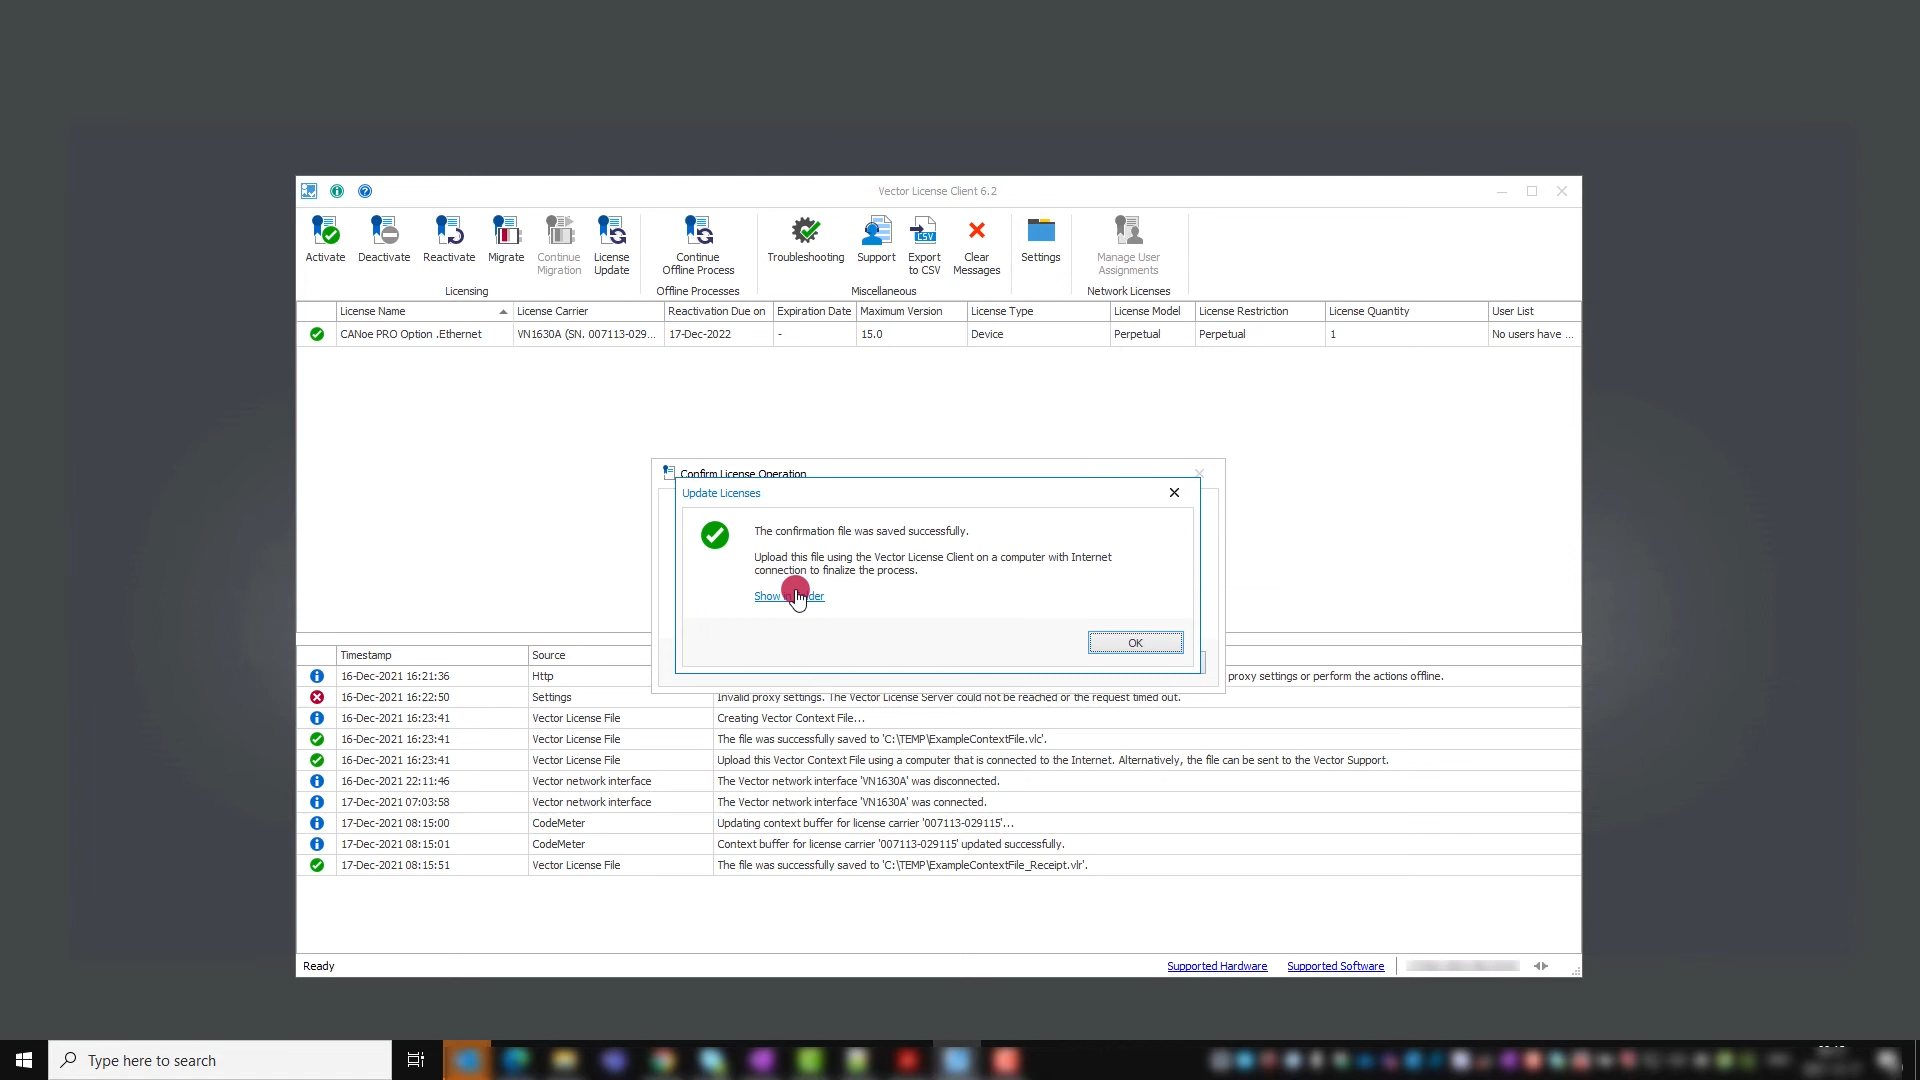 Vector License Client 6.2
Activate
Deactivate
Reactivate
Migrate
Continue
Migration
License
Update
Continue
Offline Process
Troubleshooting
Support
CSV
Export
to CSV
Clear
Messages
Settings
Manage User
Assignments
Licensing
Offline Processes
Miscellaneous
Network Licenses
License Name License Carrier Reactivation Due on Expiration Date Maximum Version License Type License Model License Restriction License Quantity User List
CANoe PRO Option .Ethernet VN1630A (SN. 007113-029... 17-Dec-2022 - 15.0 Device Perpetual Perpetual 1 No users have ...
Confirm License Operation
Update Licenses
The confirmation file was saved successfully.
Upload this file using the Vector License Client on a computer with Internet
connection to finalize the process.
Show in folder
OK
Timestamp Source
16-Dec-2021 16:21:36 Http proxy settings or perform the actions offline.
16-Dec-2021 16:22:50 Settings Invalid proxy settings. The Vector License Server could not be reached or the request timed out.
16-Dec-2021 16:23:41 Vector License File Creating Vector Context File...
16-Dec-2021 16:23:41 Vector License File The file was successfully saved to 'C:\TEMP\ExampleContextFile.vlc'.
16-Dec-2021 16:23:41 Vector License File Upload this Vector Context File using a computer that is connected to the Internet. Alternatively, the file can be sent to the Vector Support.
16-Dec-2021 22:11:46 Vector network interface The Vector network interface 'VN1630A' was disconnected.
17-Dec-2021 07:03:58 Vector network interface The Vector network interface 'VN1630A' was connected.
17-Dec-2021 08:15:00 CodeMeter Updating context buffer for license carrier '007113-029115'...
17-Dec-2021 08:15:01 CodeMeter Context buffer for license carrier '007113-029115' updated successfully.
17-Dec-2021 08:15:51 Vector License File The file was successfully saved to 'C:\TEMP\ExampleContextFile_Receipt.vlr'.
Ready
Supported Hardware
Supported Software
Type here to search